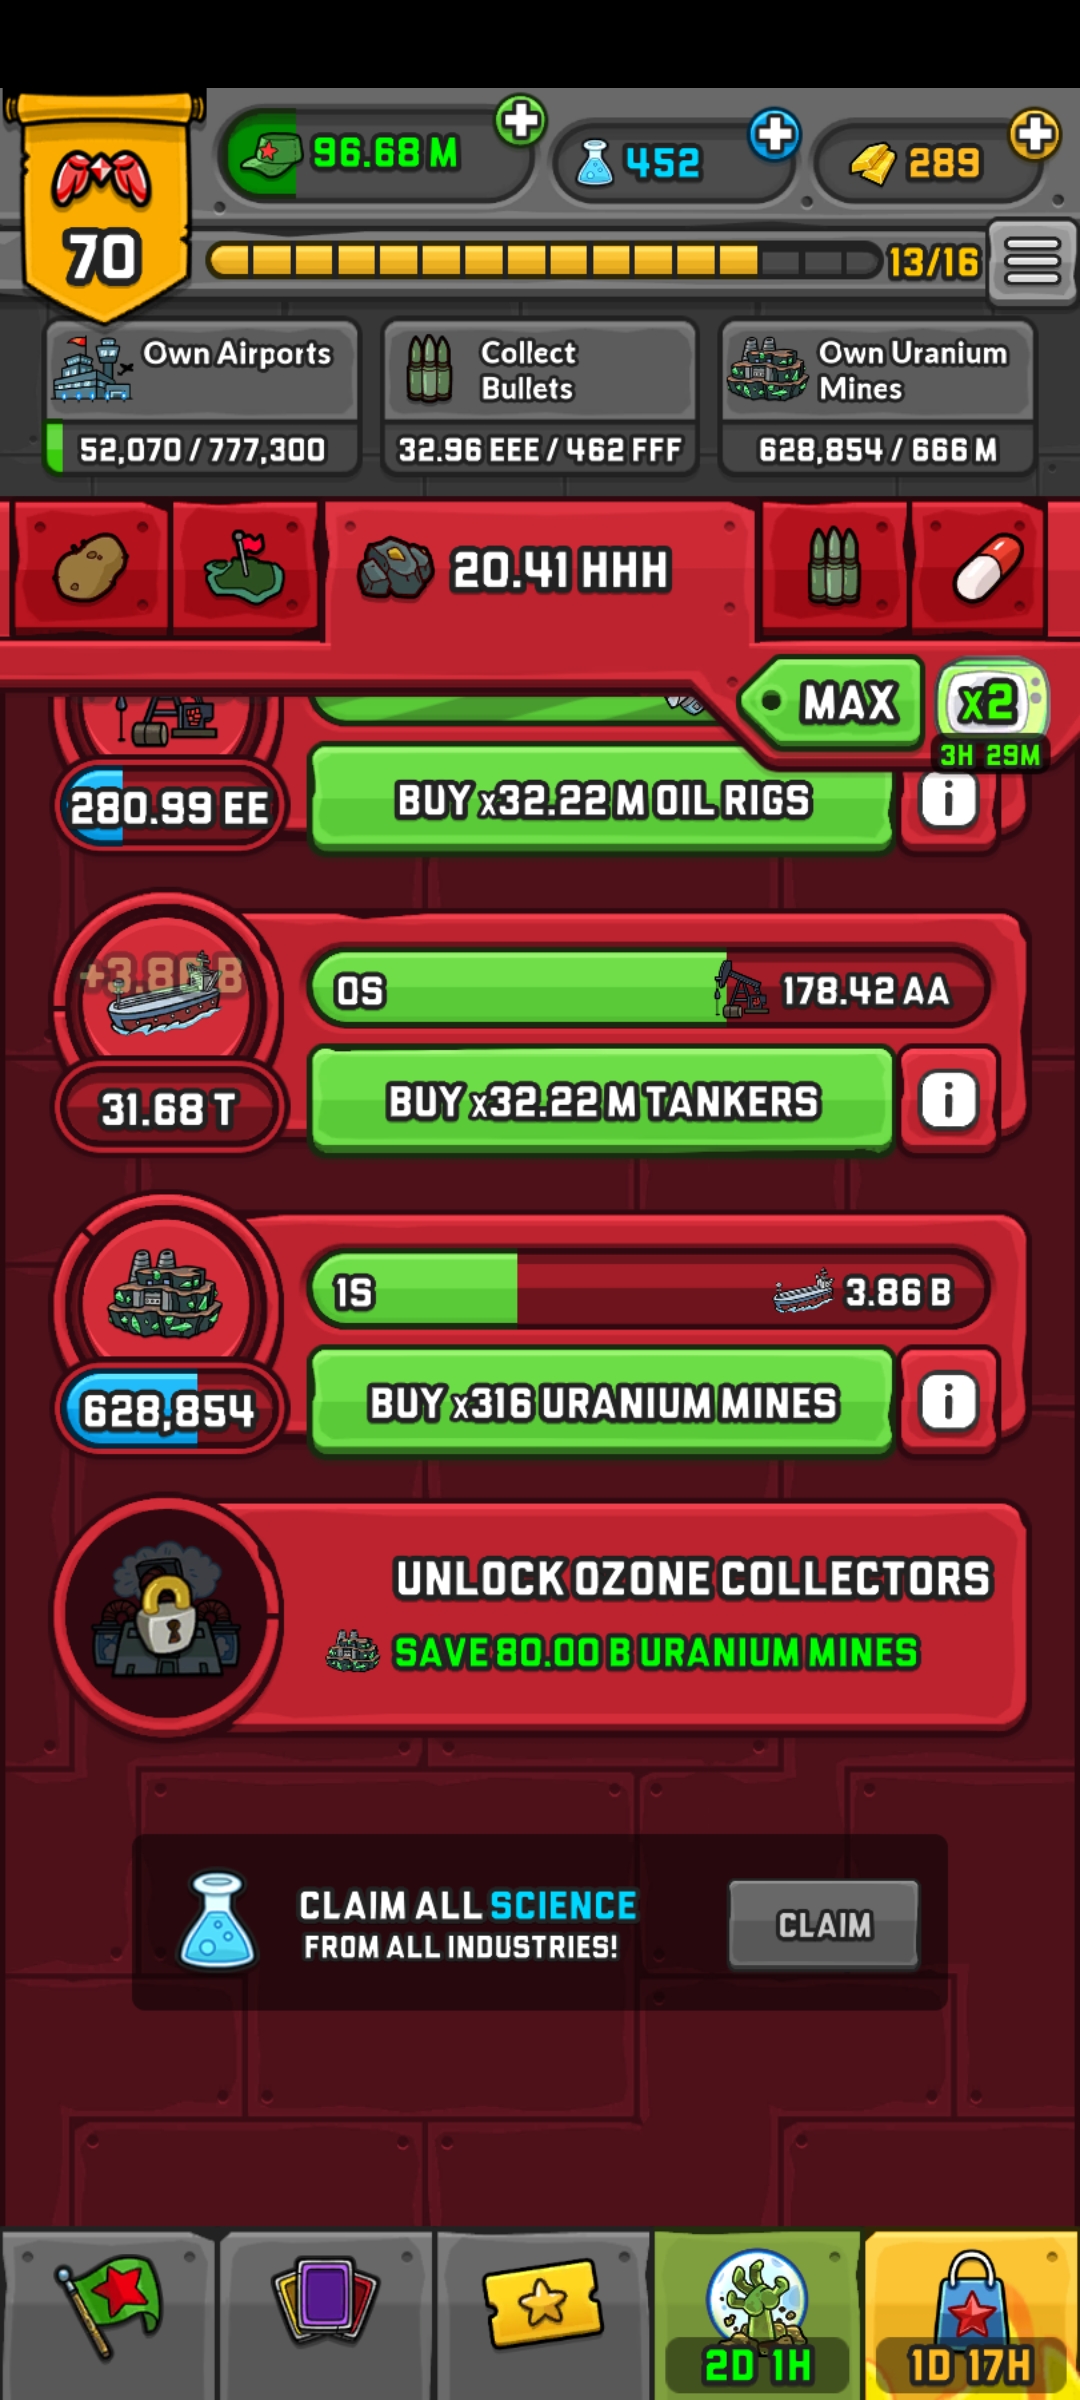 96.68 M
452
289
70
13/16
Own Airports
52,070 / 777,300
Collect
Bullets
32.96 EEE / 462 FFF
Own Uranium
Mines
628,854 / 666 M
20.41 HHH
MAX
x2
3H 29M
280.99 EE
BUY x32.22 M OIL RIGS
i
+3.86 B
0S
178.42 AA
31.68 T
BUY x32.22 M TANKERS
i
1S
3.86 B
628,854
BUY x316 URANIUM MINES
i
UNLOCK OZONE COLLECTORS
SAVE 80.00 B URANIUM MINES
CLAIM ALL SCIENCE
FROM ALL INDUSTRIES!
CLAIM
2D 1H
1D 17H